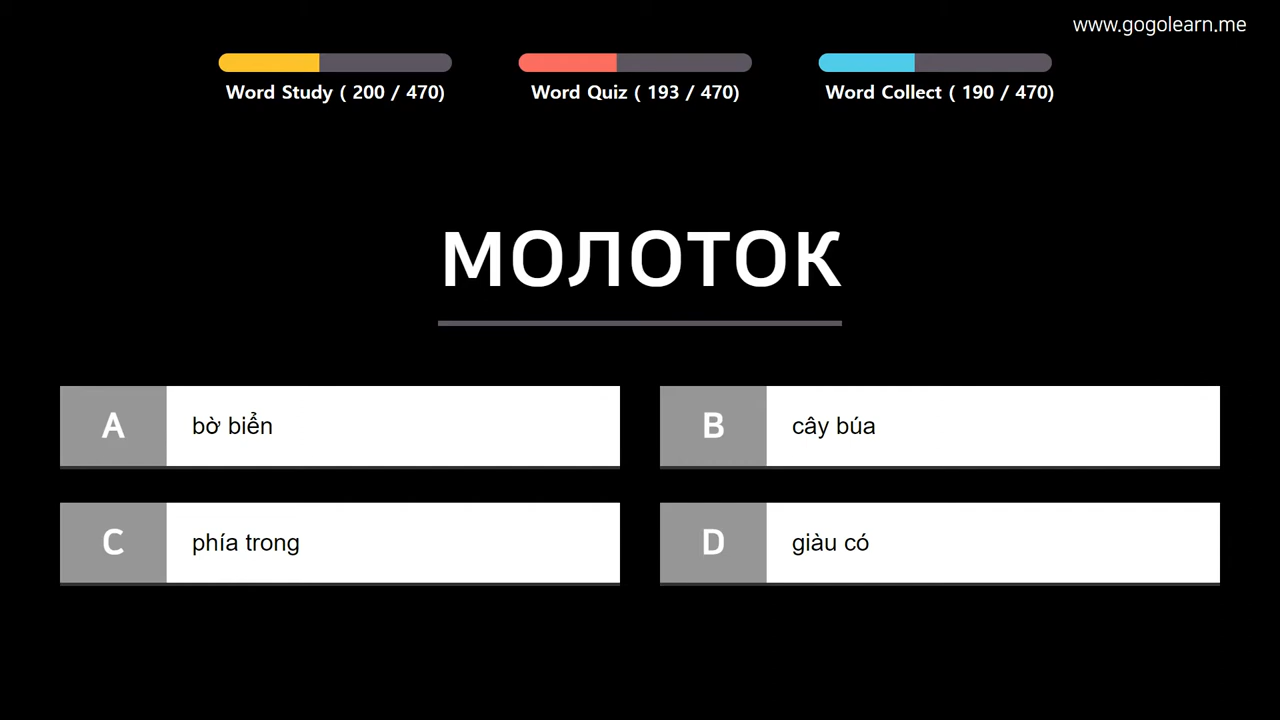 www.gogolearn.me
Word Study ( 200 / 470)
Word Quiz ( 193 / 470)
Word Collect ( 190 / 470)
МОЛОТОК
A
bờ biển
B
cây búa
C
phía trong
D
giàu có